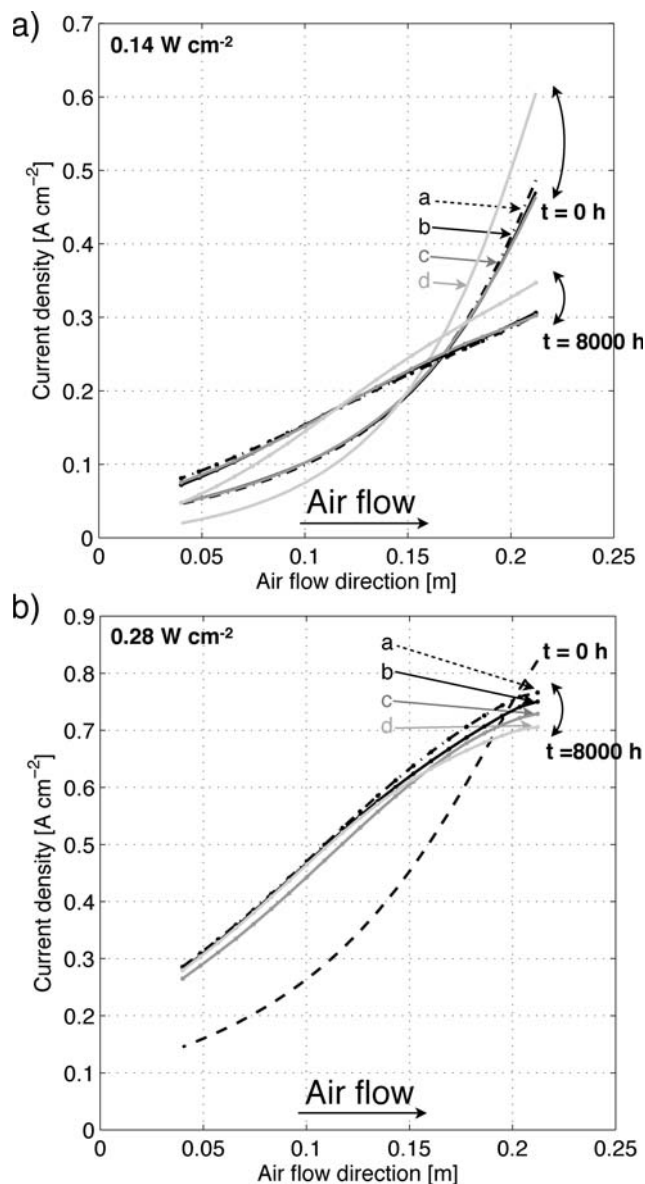 a)
0.14 W cm-2
0.7
0.6
0.5
0.4
0.3
0.2
0.1
0
Current density [A cm-2]
a
b
c
d
t = 0 h
t = 8000 h
Air flow
0
0.05
0.1
0.15
0.2
0.25
Air flow direction [m]
b)
0.28 W cm-2
0.9
0.8
0.7
0.6
0.5
0.4
0.3
0.2
0.1
0
Current density [A cm-2]
a
b
c
d
t = 0 h
t =8000 h
Air flow
0
0.05
0.1
0.15
0.2
0.25
Air flow direction [m]